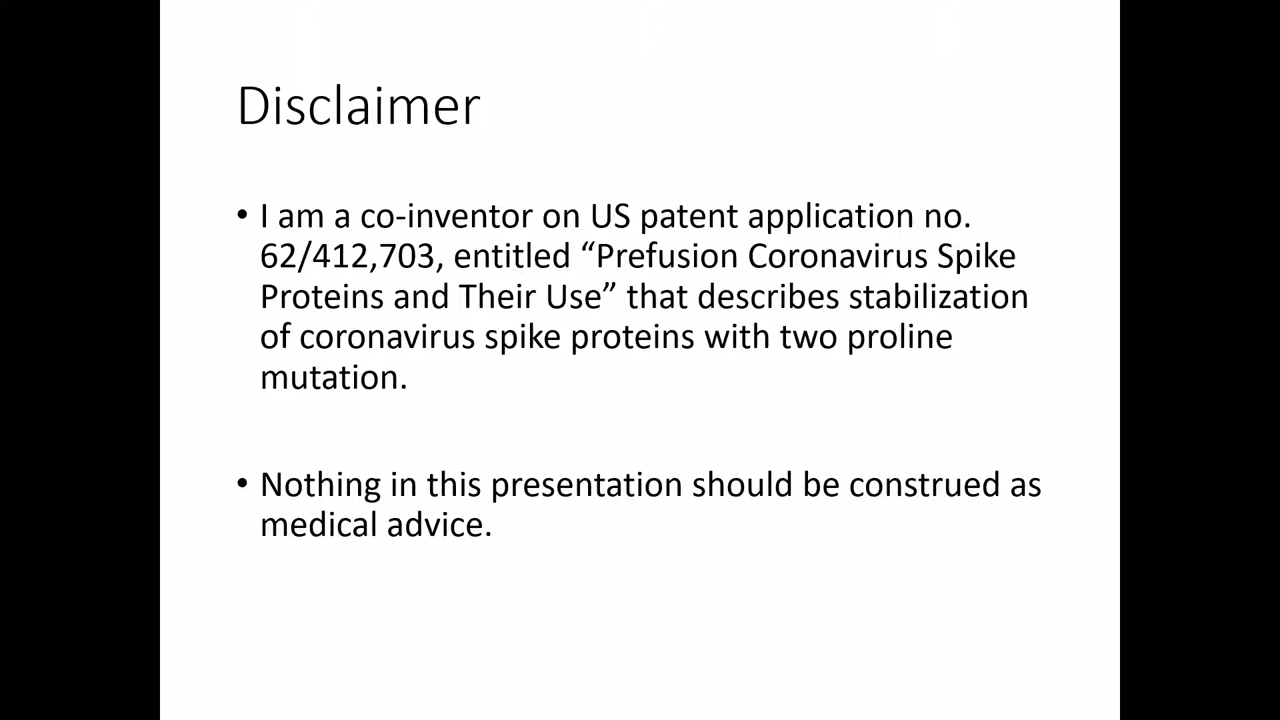 Disclaimer
• I am a co-inventor on US patent application no.
62/412,703, entitled “Prefusion Coronavirus Spike
Proteins and Their Use” that describes stabilization
of coronavirus spike proteins with two proline
mutation.
• Nothing in this presentation should be construed as
medical advice.